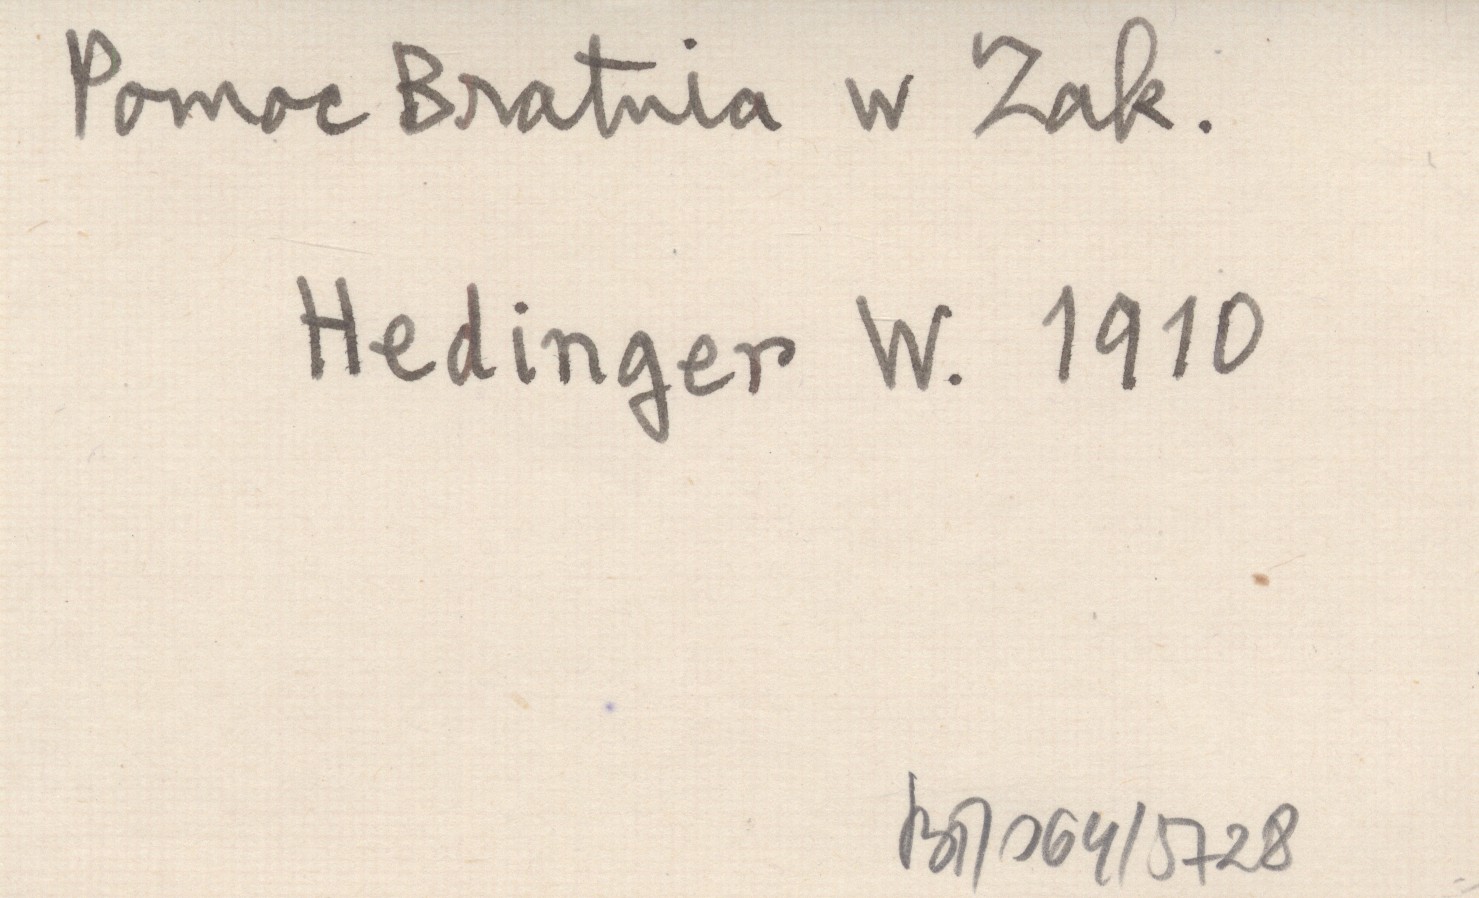 Pomoc Bratnia w Zak.
Hedinger W. 1910